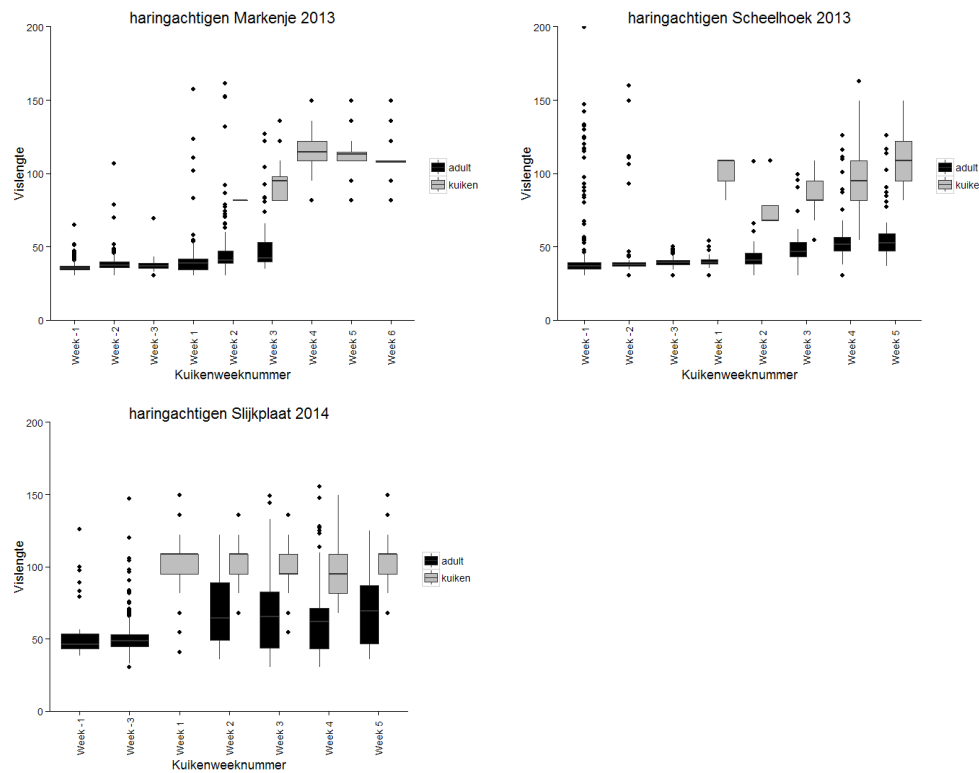 haringachtigen Markenje 2013
200
150
100
50
0
Vislengte
Week -1
Week -2
Week -3
Week 1
Week 2
Week 3
Week 4
Week 5
Week 6
Kuikenweeknummer
adult
kuiken
haringachtigen Scheelhoek 2013
200
150
100
50
0
Vislengte
Week -1
Week -2
Week -3
Week 1
Week 2
Week 3
Week 4
Week 5
Kuikenweeknummer
adult
kuiken
haringachtigen Slijkplaat 2014
200
150
100
50
0
Vislengte
Week -1
Week -3
Week 1
Week 2
Week 3
Week 4
Week 5
Kuikenweeknummer
adult
kuiken